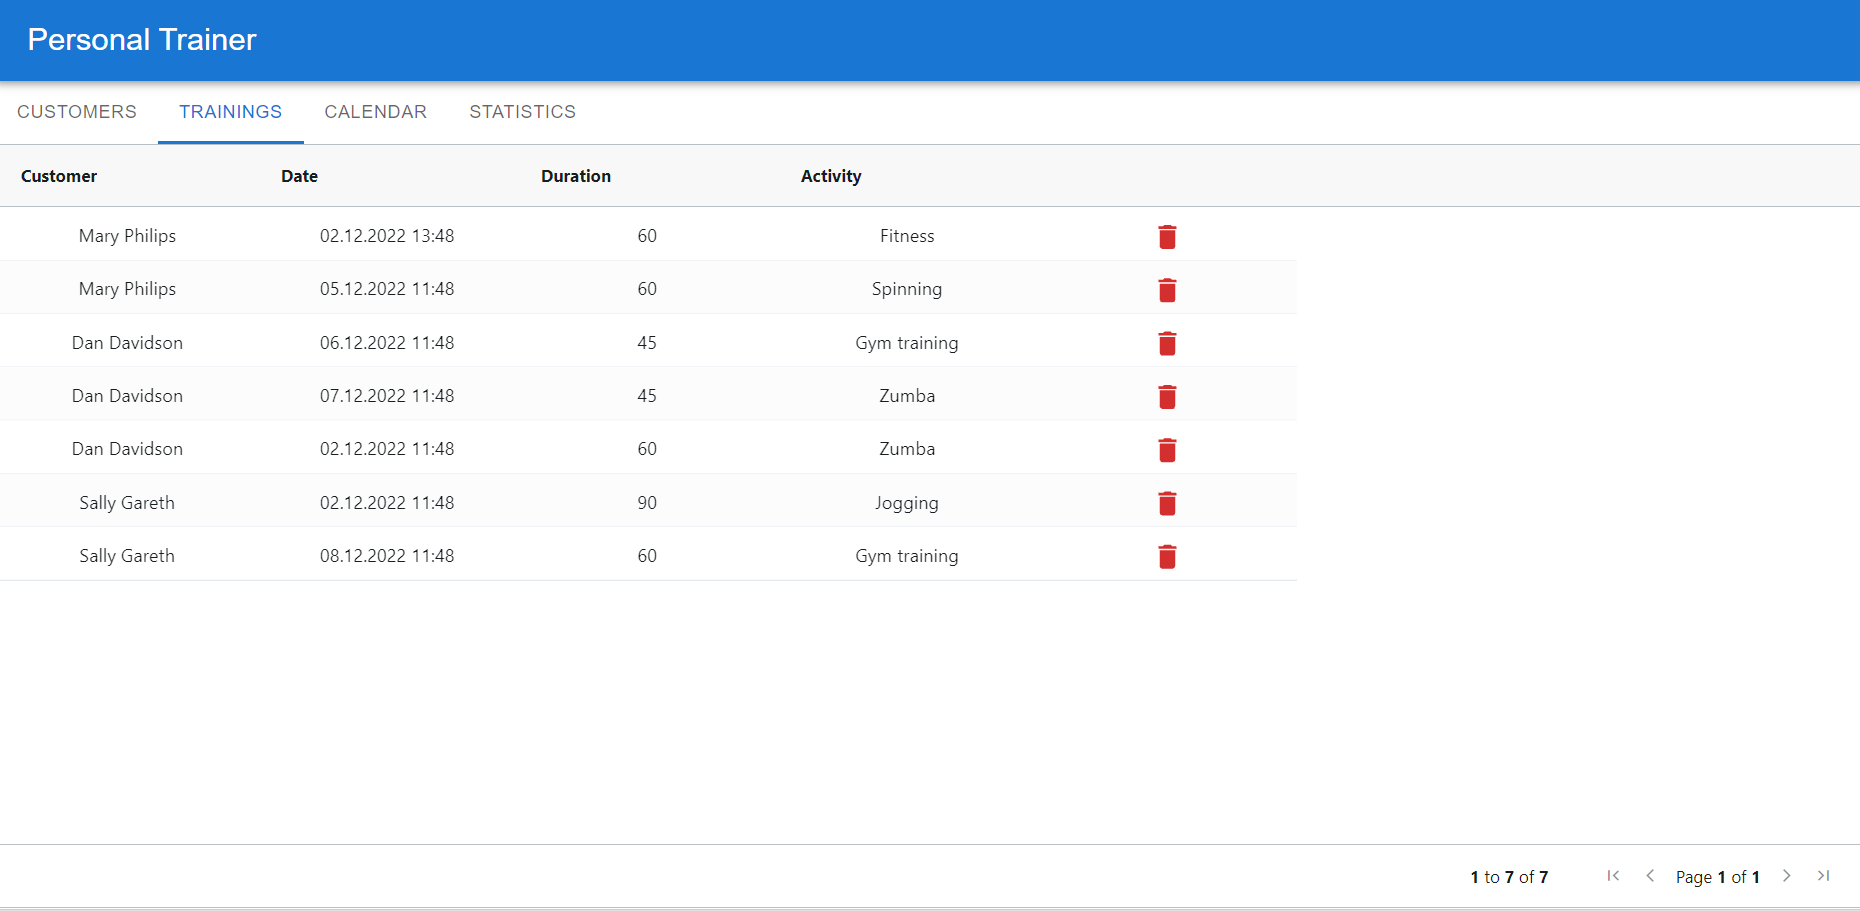 Personal Trainer
CUSTOMERS TRAININGS CALENDAR STATISTICS
Customer Date Duration Activity
Mary Philips 02.12.2022 13:48 60 Fitness
Mary Philips 05.12.2022 11:48 60 Spinning
Dan Davidson 06.12.2022 11:48 45 Gym training
Dan Davidson 07.12.2022 11:48 45 Zumba
Dan Davidson 02.12.2022 11:48 60 Zumba
Sally Gareth 02.12.2022 11:48 90 Jogging
Sally Gareth 08.12.2022 11:48 60 Gym training
1 to 7 of 7 Page 1 of 1